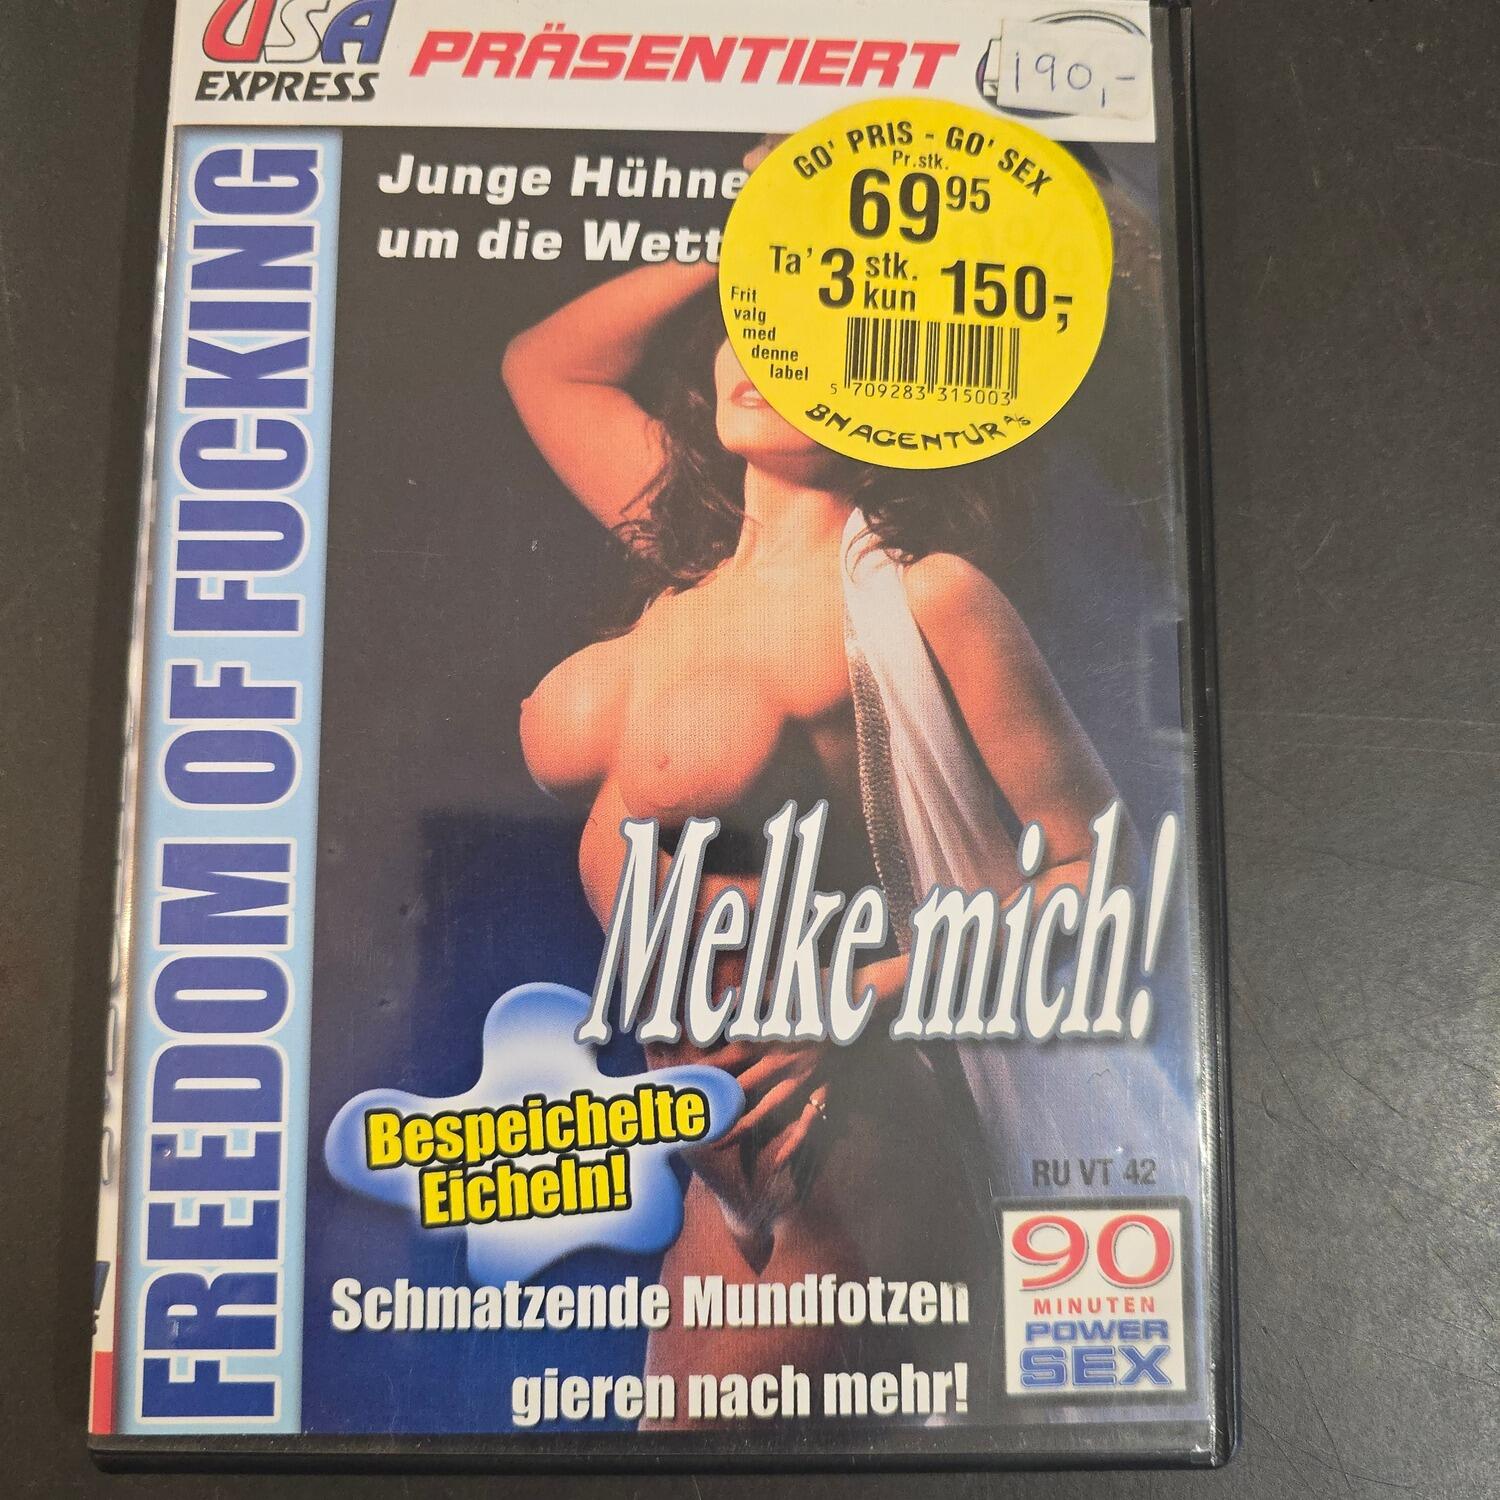 USA
EXPRESS
PRÄSENTIERT
190,-
FREEDOM OF FUCKING
Junge Hühne
um die Wett
GO' PRIS - GO' SEX
Pr.stk.
69 95
Ta' 3 stk. kun 150,-
Frit
valg
med
denne
label
5 709283 315003
BN AGENTUR A/S
Melke mich!
Bespeichelte
Eicheln!
RU VT 42
90
MINUTEN
POWER
SEX
Schmatzende Mundfotzen
gieren nach mehr!